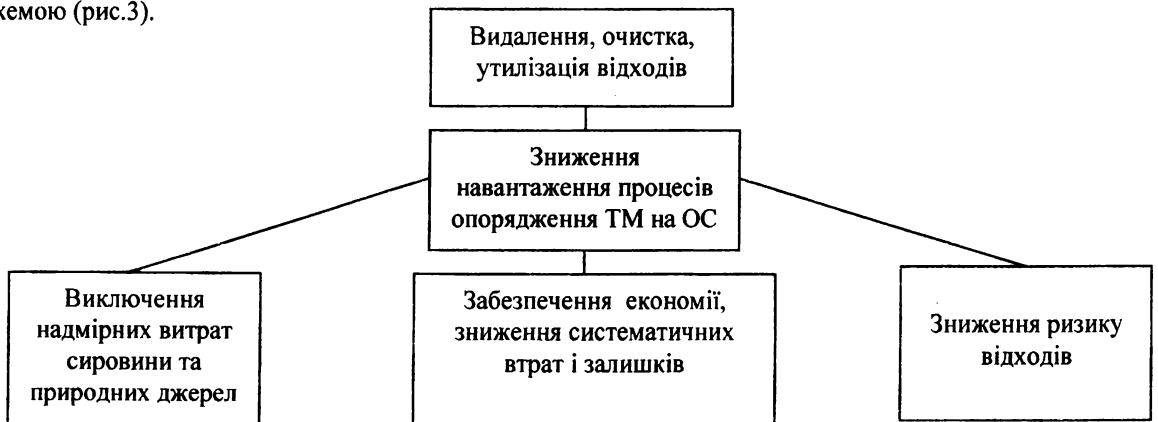 хемою (рис.3).
Видалення, очистка,
утилізація відходів
Зниження
навантаження процесів
опорядження ТМ на ОС
Виключення
надмірних витрат
сировини та
природних джерел
Забезпечення економії,
зниження систематичних
втрат і залишків
Зниження ризику
відходів